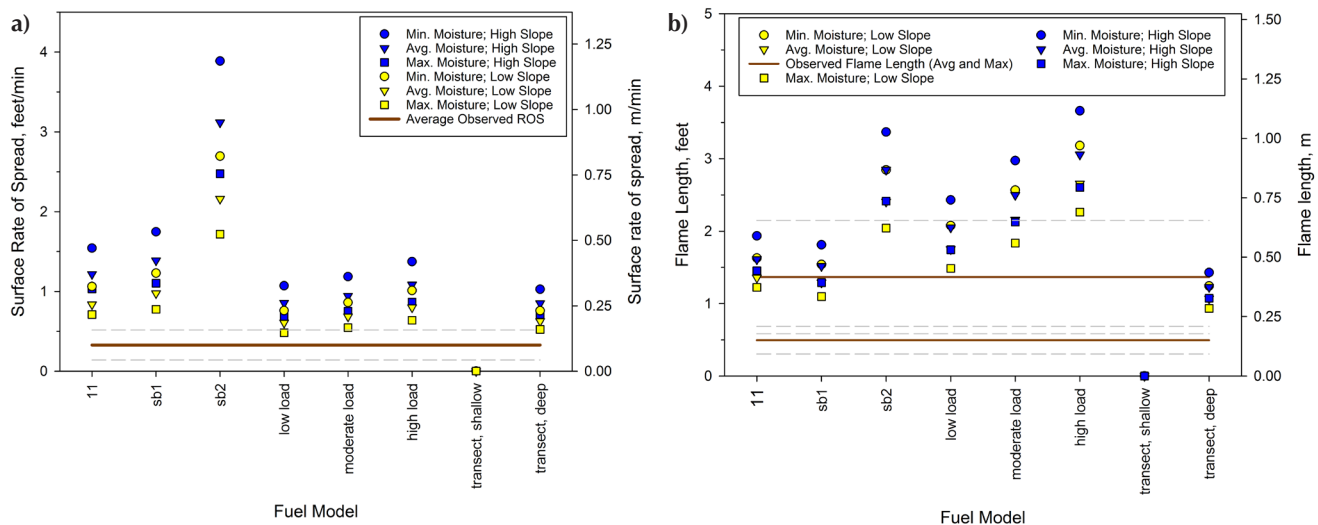 a)
Surface Rate of Spread, feet/min
4
3
2
1
0
Min. Moisture; High Slope
Avg. Moisture; High Slope
Max. Moisture; High Slope
Min. Moisture; Low Slope
Avg. Moisture; Low Slope
Max. Moisture; Low Slope
Average Observed ROS
1.25
1.00
0.75
0.50
0.25
0.00
Surface rate of spread, m/min
11
sb1
sb2
low load
moderate load
high load
transect, shallow
transect, deep
Fuel Model
b)
Flame Length, feet
5
4
3
2
1
0
Min. Moisture; Low Slope
Avg. Moisture; Low Slope
Observed Flame Length (Avg and Max)
Max. Moisture; Low Slope
Min. Moisture; High Slope
Avg. Moisture; High Slope
Max. Moisture; High Slope
1.50
1.25
1.00
0.75
0.50
0.25
0.00
Flame length, m
11
sb1
sb2
low load
moderate load
high load
transect, shallow
transect, deep
Fuel Model